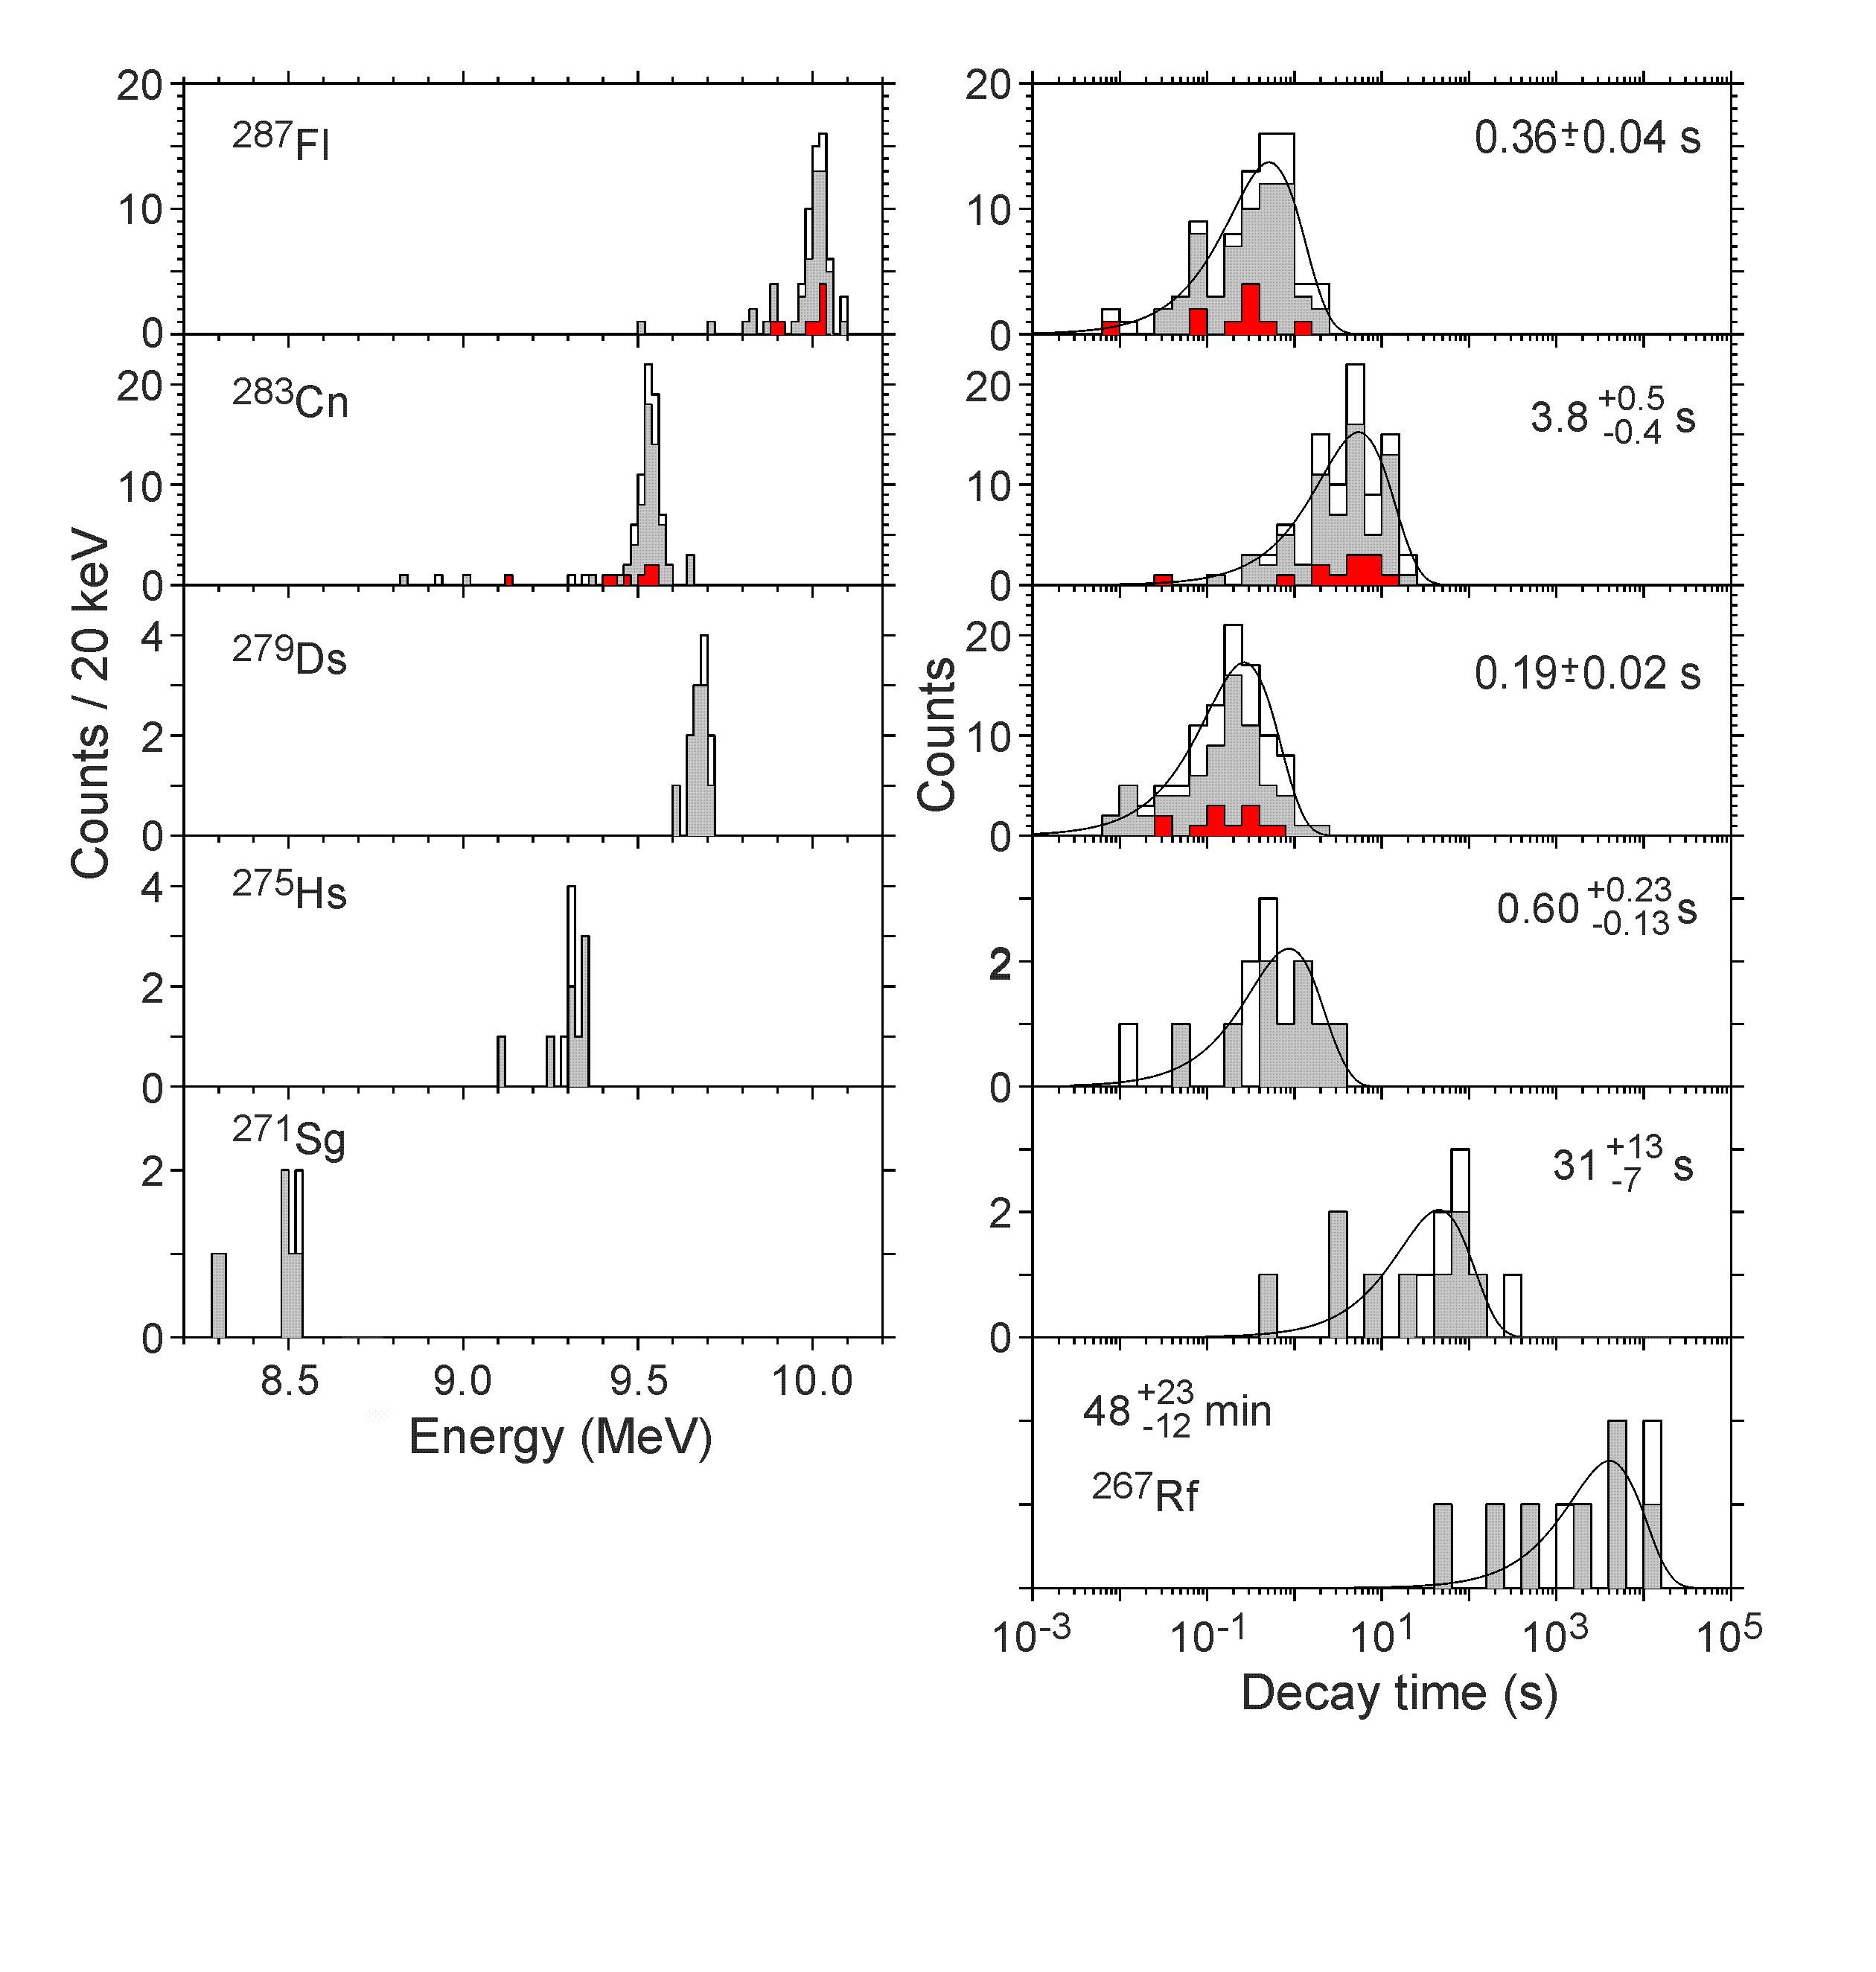 Counts / 20 keV
20
10
0
²⁸⁷Fl
20
10
0
²⁸³Cn
4
2
0
²⁷⁹Ds
4
2
0
²⁷⁵Hs
2
0
²⁷¹Sg
8.5 9.0 9.5 10.0
Energy (MeV)
Counts
20
10
0
0.36±0.04 s
20
10
0
3.8 +0.5 -0.4 s
20
10
0
0.19±0.02 s
2
0
0.60 +0.23 -0.13 s
2
0
31 +13 -7 s
48 +23 -12 min
²⁶⁷Rf
10⁻³ 10⁻¹ 10¹ 10³ 10⁵
Decay time (s)